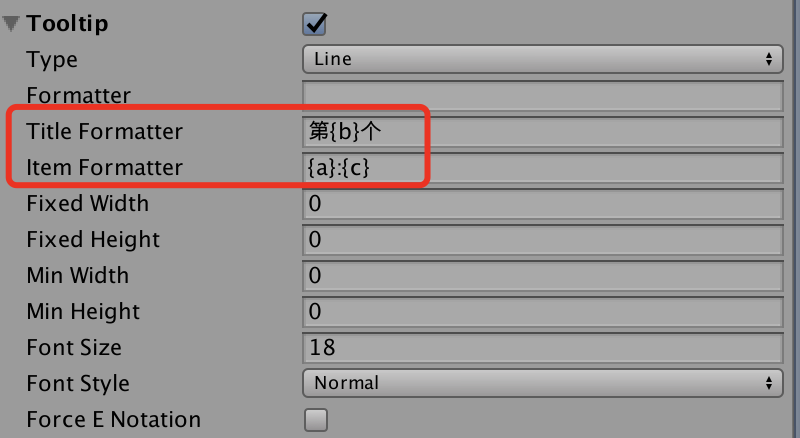 Tooltip
Type Line
Formatter
Title Formatter 第{b}个
Item Formatter {a}:{c}
Fixed Width 0
Fixed Height 0
Min Width 0
Min Height 0
Font Size 18
Font Style Normal
Force E Notation